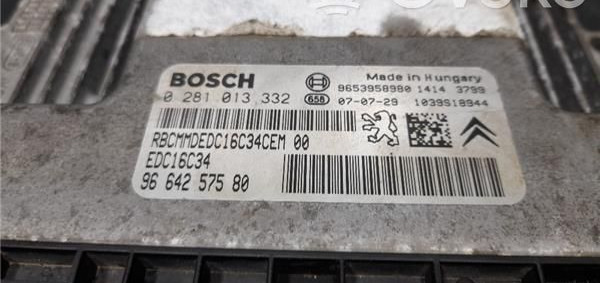 BOSCH
Made in Hungary
9653958980 1414 3799
0 281 013 332
658 07-07-29 1039S18944
RBCMMDEDC16C34CEM 00
EDC16C34
96 642 575 80